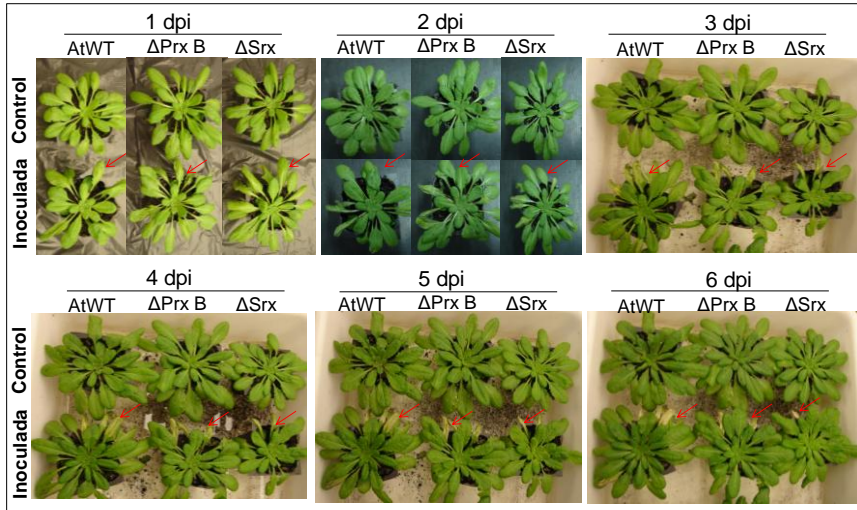 1 dpi
2 dpi
3 dpi
AtWT ΔPrx B ΔSrx
AtWT ΔPrx B ΔSrx
AtWT ΔPrx B ΔSrx
Control
Inoculada
4 dpi
5 dpi
6 dpi
AtWT ΔPrx B ΔSrx
AtWT ΔPrx B ΔSrx
AtWT ΔPrx B ΔSrx
Control
Inoculada